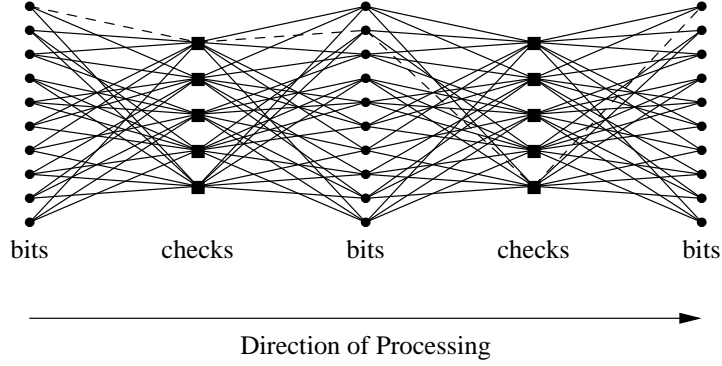 bits checks bits checks bits
Direction of Processing